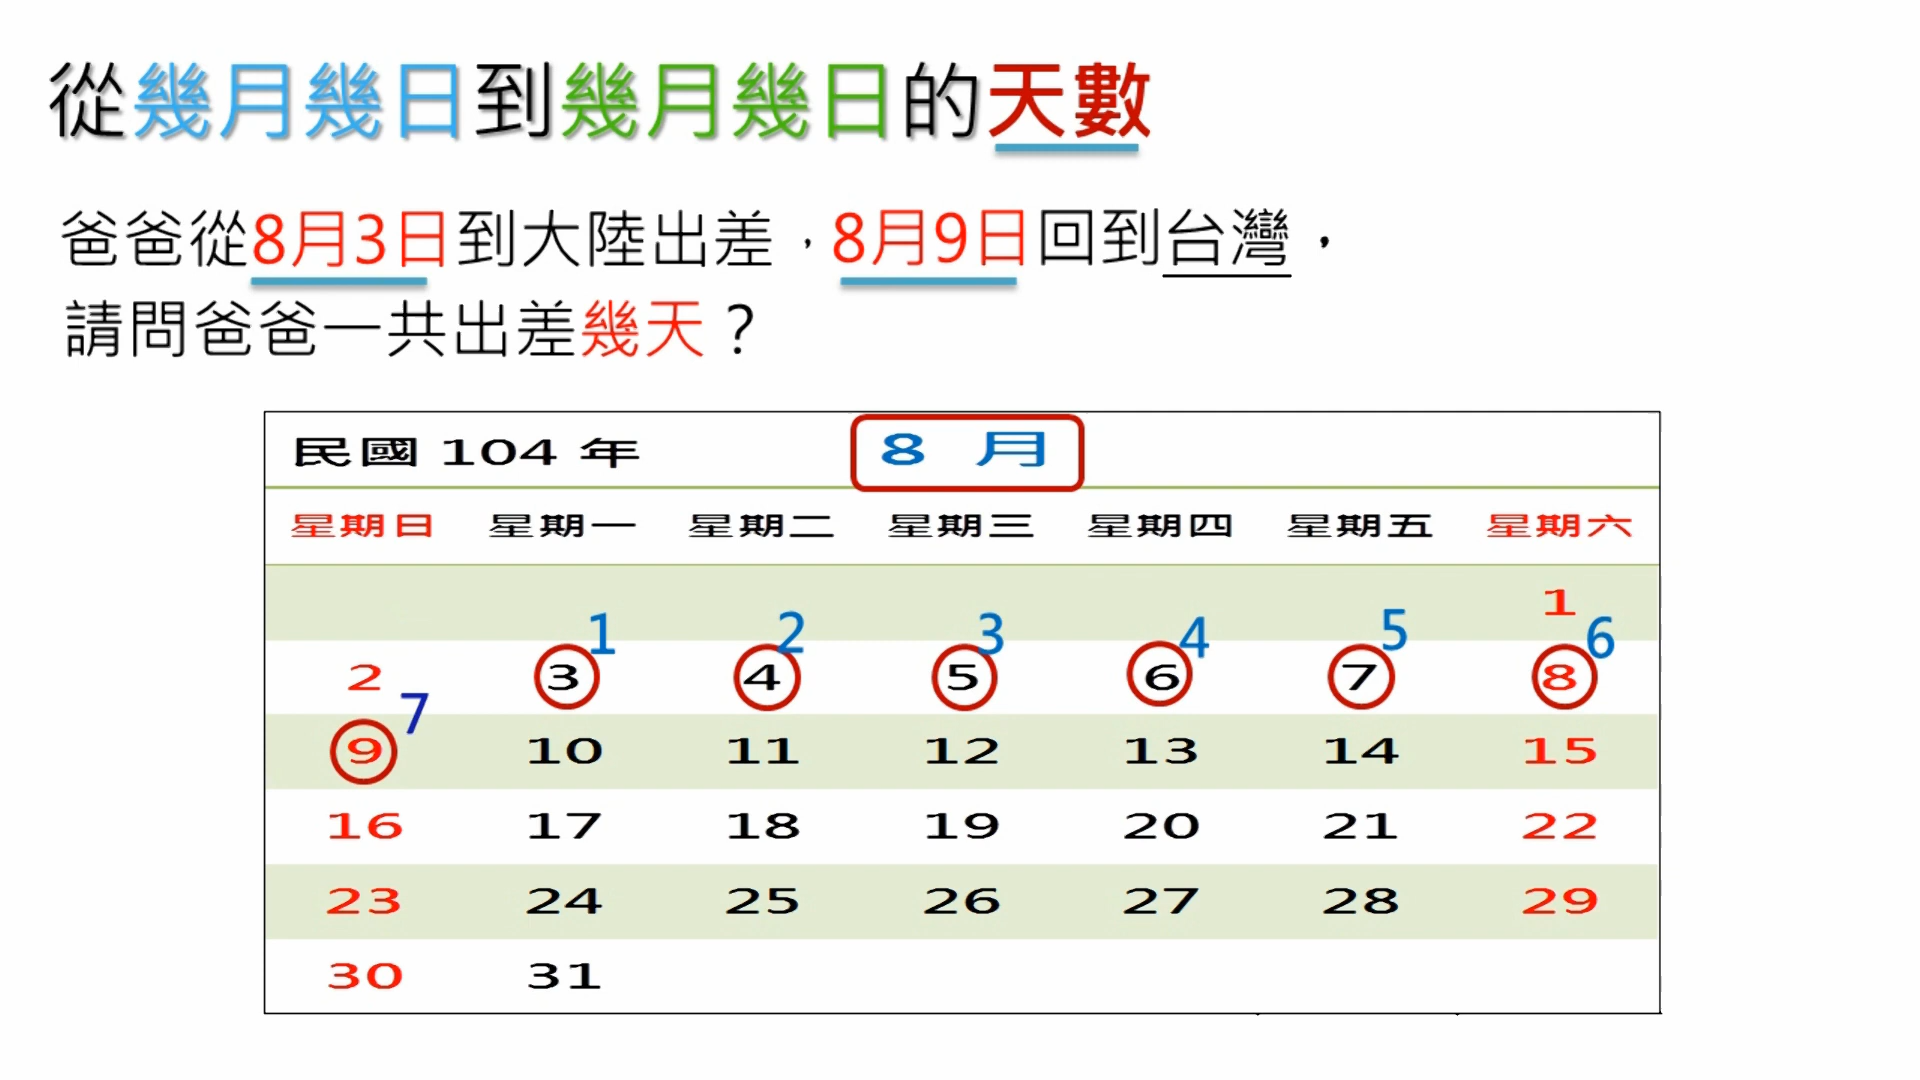 從幾月幾日到幾月幾日的天數
爸爸從8月3日到大陸出差，8月9日回到台灣，
請問爸爸一共出差幾天？
民國 104 年 8 月
星期日 星期一 星期二 星期三 星期四 星期五 星期六
1
1 2 3 4 5 6
2 3 4 5 6 7 8
7
9 10 11 12 13 14 15
16 17 18 19 20 21 22
23 24 25 26 27 28 29
30 31